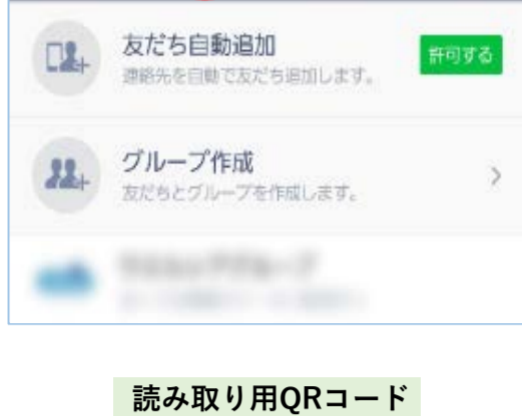 友だち自動追加
連絡先を自動で友だち追加します。
許可する
グループ作成
友だちとグループを作成します。
読み取り用QRコード